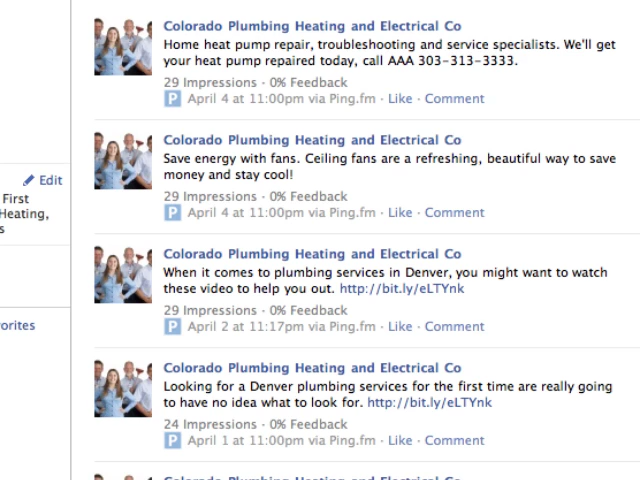 Colorado Plumbing Heating and Electrical Co
Home heat pump repair, troubleshooting and service specialists. We'll get
your heat pump repaired today, call AAA 303-313-3333.
29 Impressions · 0% Feedback
P April 4 at 11:00pm via Ping.fm · Like · Comment
Colorado Plumbing Heating and Electrical Co
Save energy with fans. Ceiling fans are a refreshing, beautiful way to save
money and stay cool!
29 Impressions · 0% Feedback
P April 4 at 11:00pm via Ping.fm · Like · Comment
Edit
First
Heating,
s
Colorado Plumbing Heating and Electrical Co
When it comes to plumbing services in Denver, you might want to watch
these video to help you out. http://bit.ly/eLTYnk
29 Impressions · 0% Feedback
P April 2 at 11:17pm via Ping.fm · Like · Comment
orites
Colorado Plumbing Heating and Electrical Co
Looking for a Denver plumbing services for the first time are really going
to have no idea what to look for. http://bit.ly/eLTYnk
24 Impressions · 0% Feedback
P April 1 at 11:00pm via Ping.fm · Like · Comment
Colorado Plumbing Heating and Electrical Co